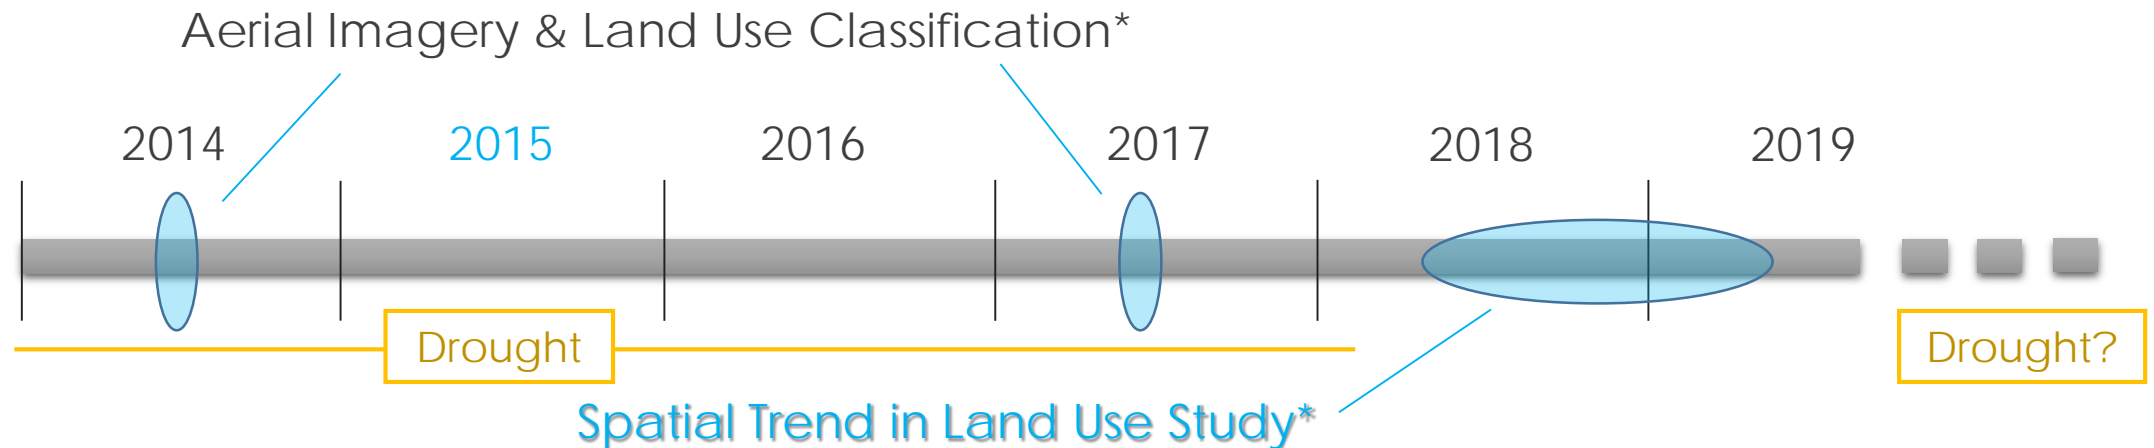 Aerial Imagery & Land Use Classification*
2014 2015 2016 2017 2018 2019
Drought
Drought?
Spatial Trend in Land Use Study*